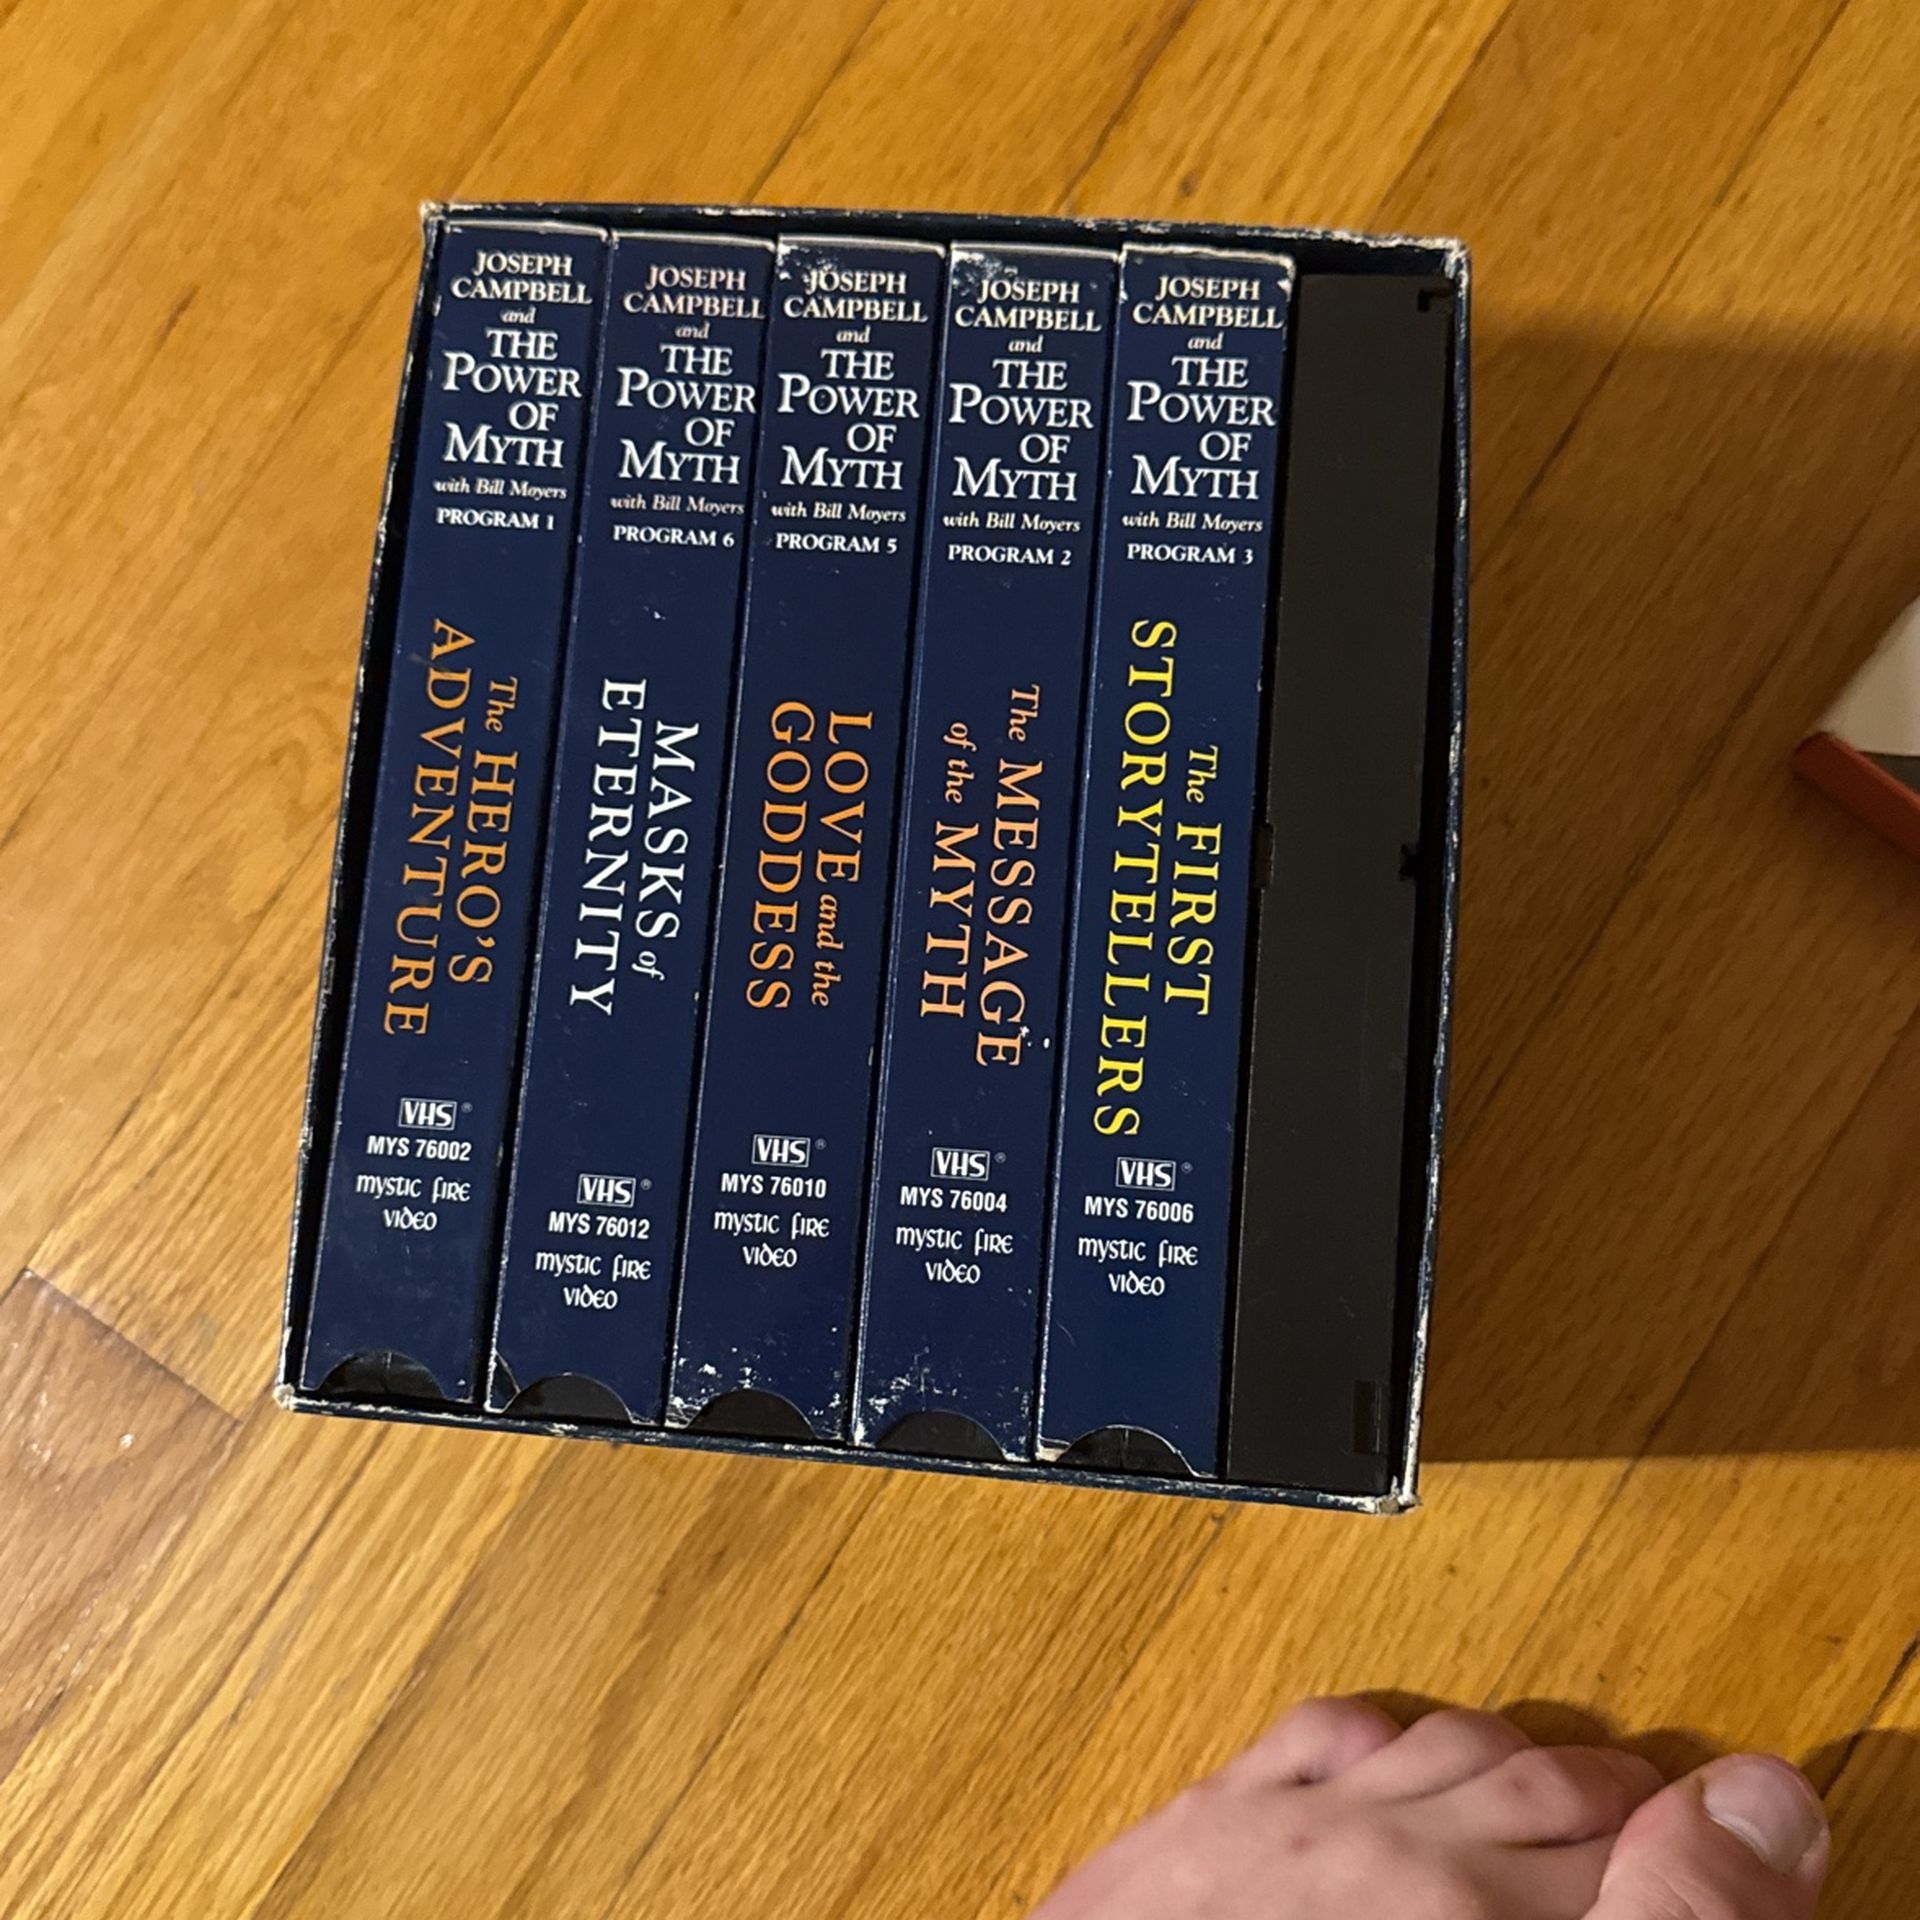 JOSEPH
CAMPBELL
and
THE
POWER
OF
MYTH
with Bill Moyers
PROGRAM 1
The HERO'S
ADVENTURE
VHS®
MYS 76002
mystic fire
video
JOSEPH
CAMPBELL
and
THE
POWER
OF
MYTH
with Bill Moyers
PROGRAM 6
MASKS of
ETERNITY
VHS®
MYS 76012
mystic fire
video
JOSEPH
CAMPBELL
and
THE
POWER
OF
MYTH
with Bill Moyers
PROGRAM 5
LOVE and the
GODDESS
VHS®
MYS 76010
mystic fire
video
JOSEPH
CAMPBELL
and
THE
POWER
OF
MYTH
with Bill Moyers
PROGRAM 2
The MESSAGE
of the MYTH
VHS®
MYS 76004
mystic fire
video
JOSEPH
CAMPBELL
and
THE
POWER
OF
MYTH
with Bill Moyers
PROGRAM 3
The FIRST
STORYTELLERS
VHS®
MYS 76006
mystic fire
video